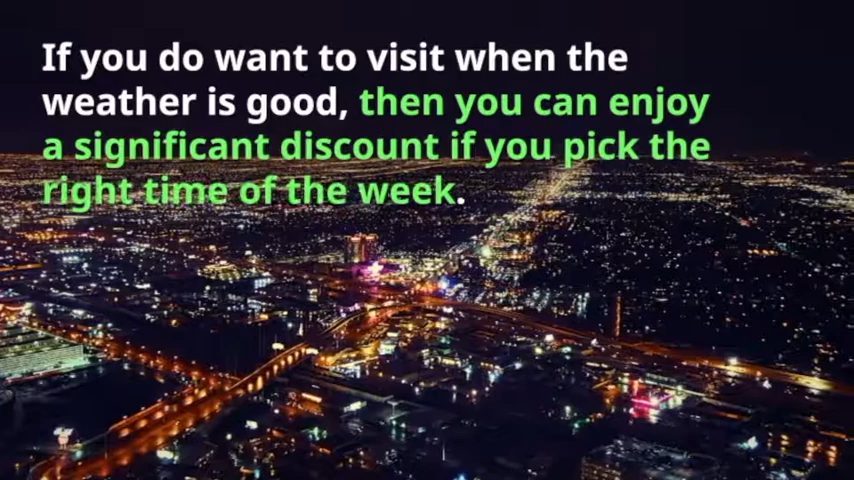 If you do want to visit when the
weather is good, then you can enjoy
a significant discount if you pick the
right time of the week.